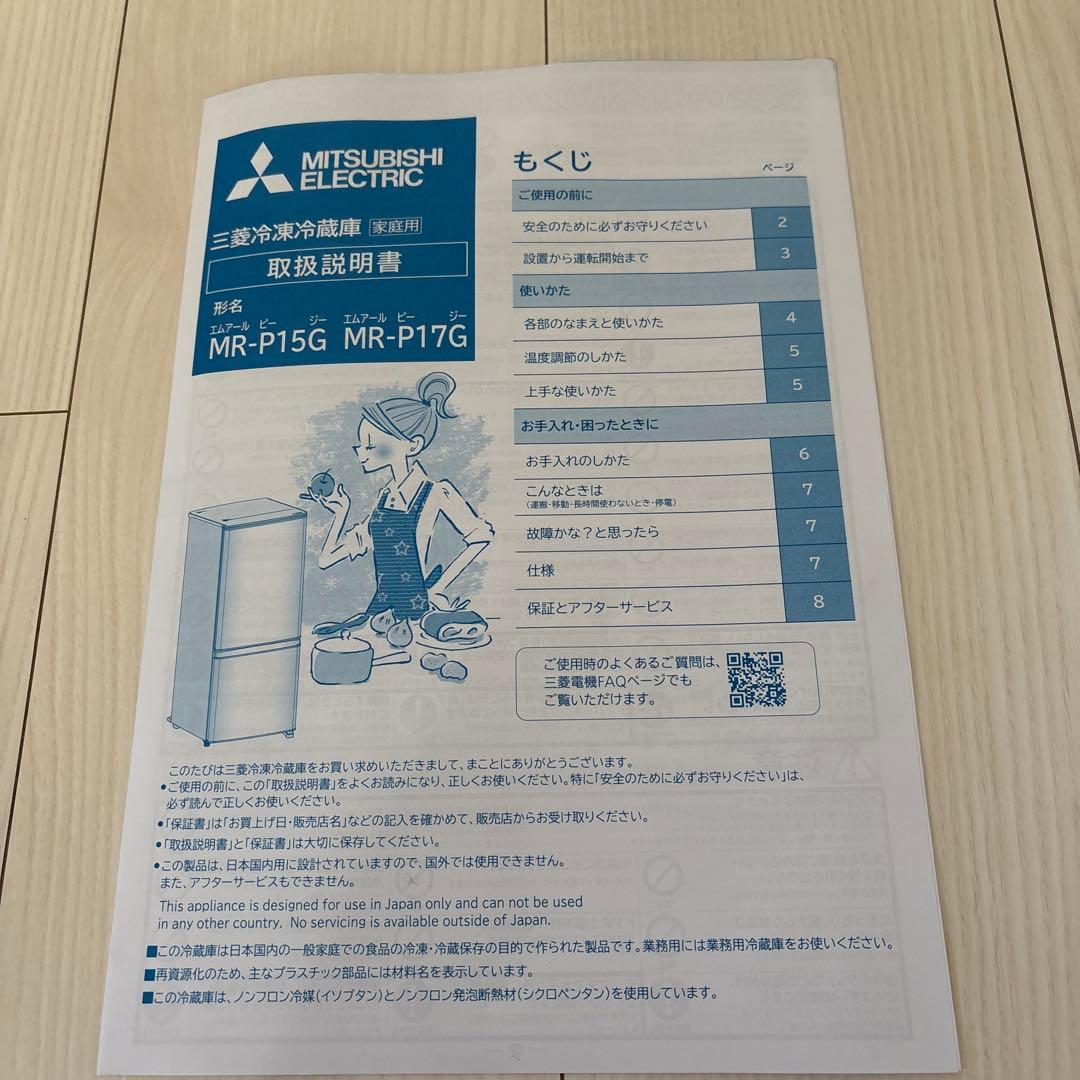 MITSUBISHI
ELECTRIC
三菱冷凍冷蔵庫 家庭用
取扱説明書
形名
エムアール ピー ジー エムアール ピー ジー
MR-P15G MR-P17G
もくじ
ページ
ご使用の前に
安全のために必ずお守りください 2
設置から運転開始まで 3
使いかた
各部のなまえと使いかた 4
温度調節のしかた 5
上手な使いかた 5
お手入れ・困ったときに
お手入れのしかた 6
こんなときは 7
(運搬・移動・長時間使わないとき・停電)
故障かな?と思ったら 7
仕様 7
保証とアフターサービス 8
ご使用時のよくあるご質問は、
三菱電機FAQページでも
ご覧いただけます。
このたびは三菱冷凍冷蔵庫をお買い求めいただきまして、まことにありがとうございます。
●ご使用の前に、この「取扱説明書」をよくお読みになり、正しくお使いください。特に「安全のために必ずお守りください」は、
必ず読んで正しくお使いください。
●「保証書」は「お買上げ日・販売店名」などの記入を確かめて、販売店からお受け取りください。
●「取扱説明書」と「保証書」は大切に保存してください。
●この製品は、日本国内用に設計されていますので、国外では使用できません。
また、アフターサービスもできません。
This appliance is designed for use in Japan only and can not be used
in any other country. No servicing is available outside of Japan.
■この冷蔵庫は日本国内の一般家庭での食品の冷凍・冷蔵保存の目的で作られた製品です。業務用には業務用冷蔵庫をお使いください。
■再資源化のため、主なプラスチック部品には材料名を表示しています。
■この冷蔵庫は、ノンフロン冷媒(イソブタン)とノンフロン発泡断熱材(シクロペンタン)を使用しています。